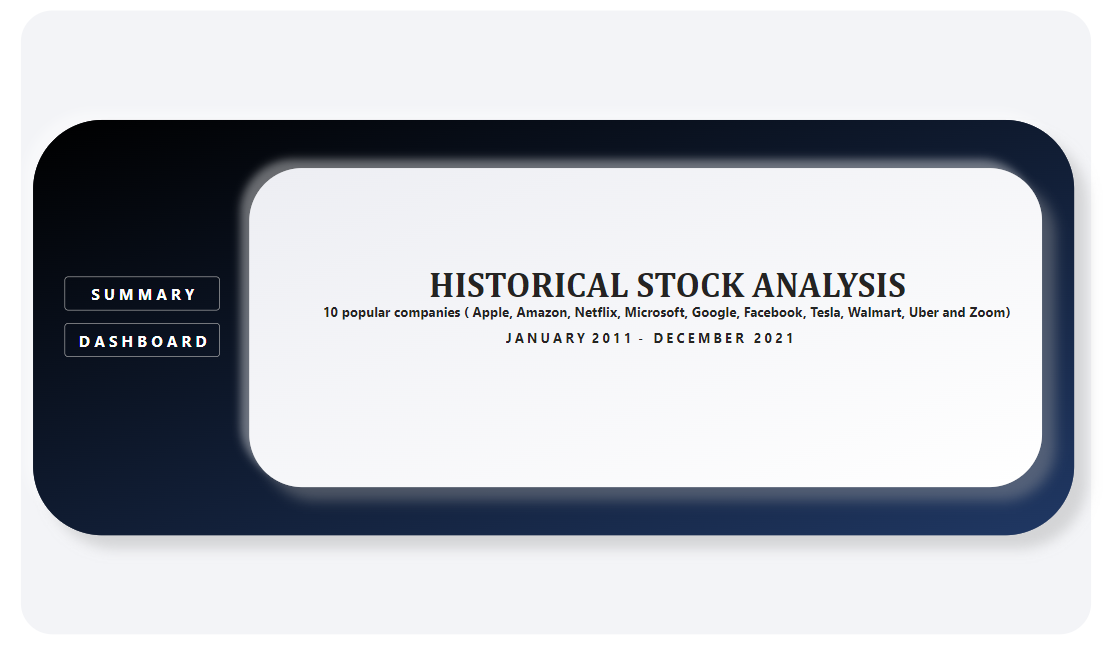 SUMMARY
DASHBOARD
HISTORICAL STOCK ANALYSIS
10 popular companies ( Apple, Amazon, Netflix, Microsoft, Google, Facebook, Tesla, Walmart, Uber and Zoom)
JANUARY 2011 - DECEMBER 2021